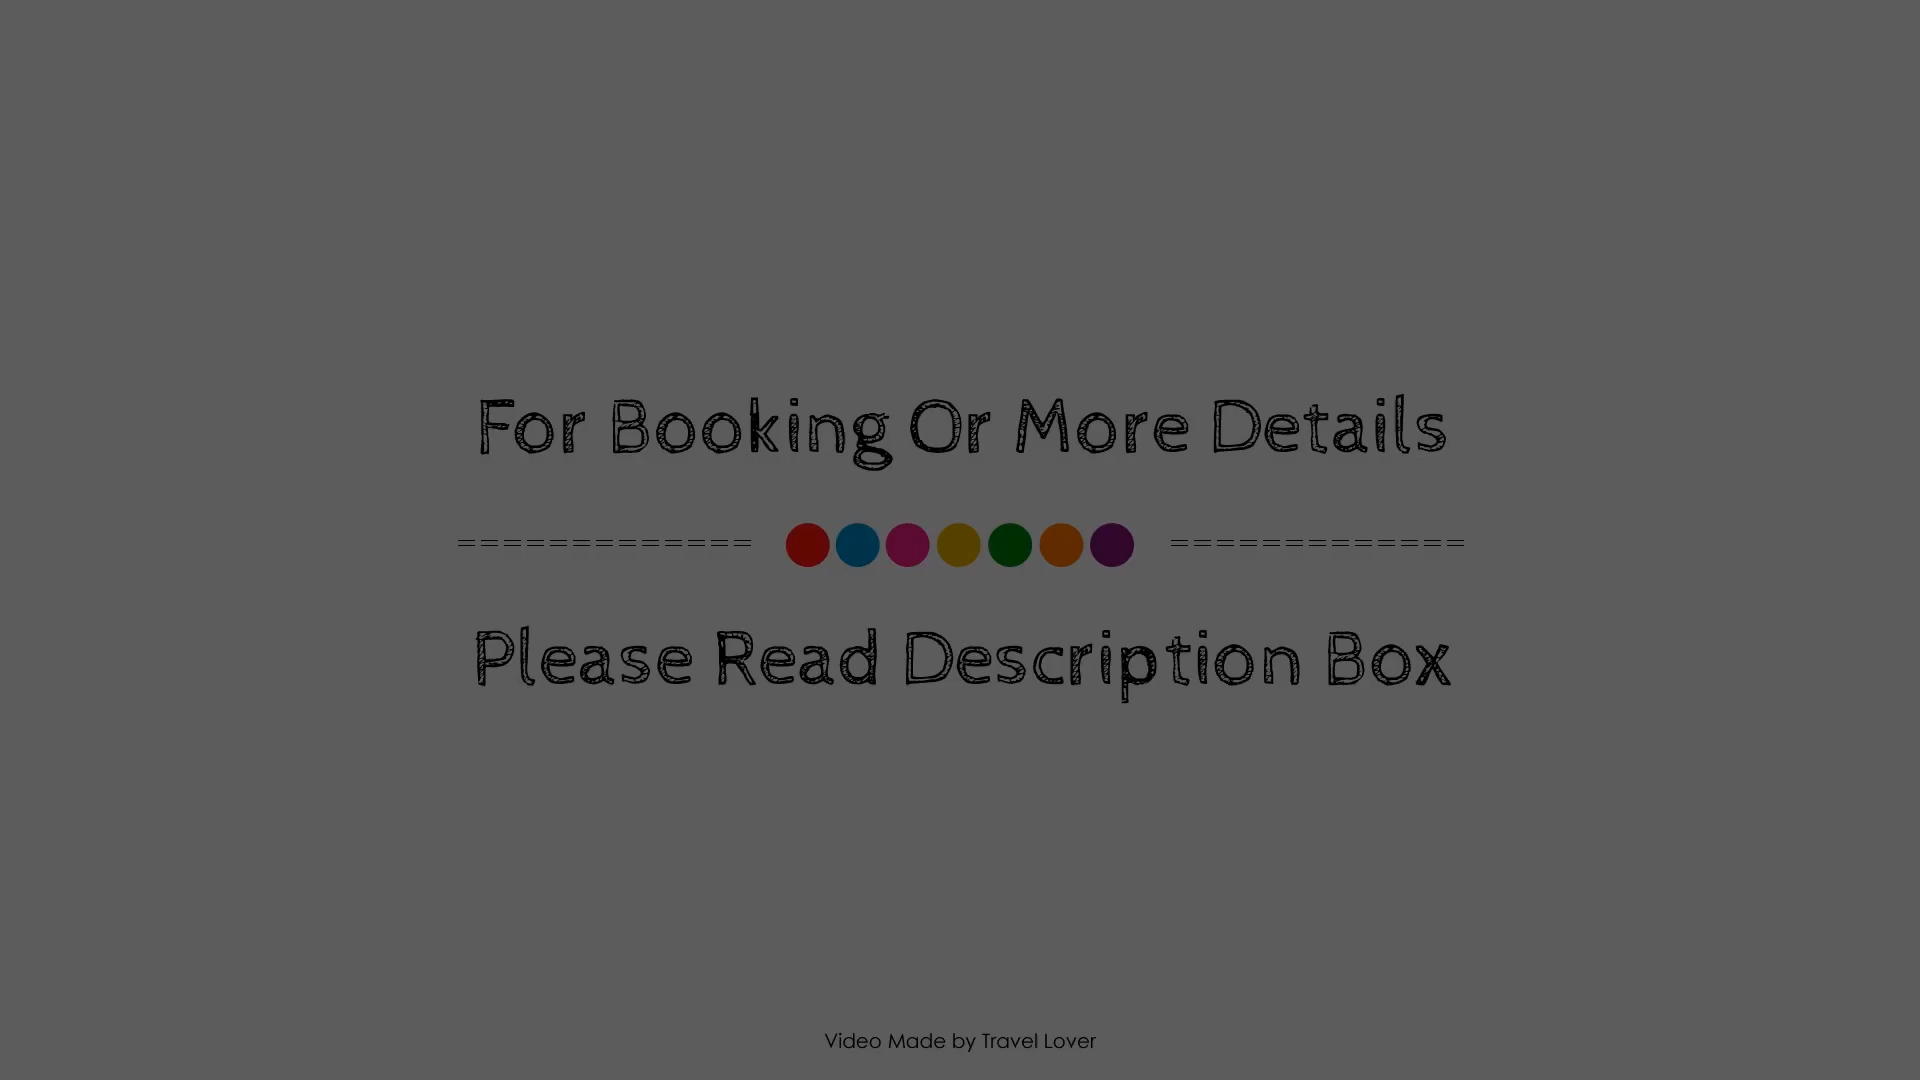 For Booking Or More Details
============= =============
Please Read Description Box
Video Made by Travel Lover